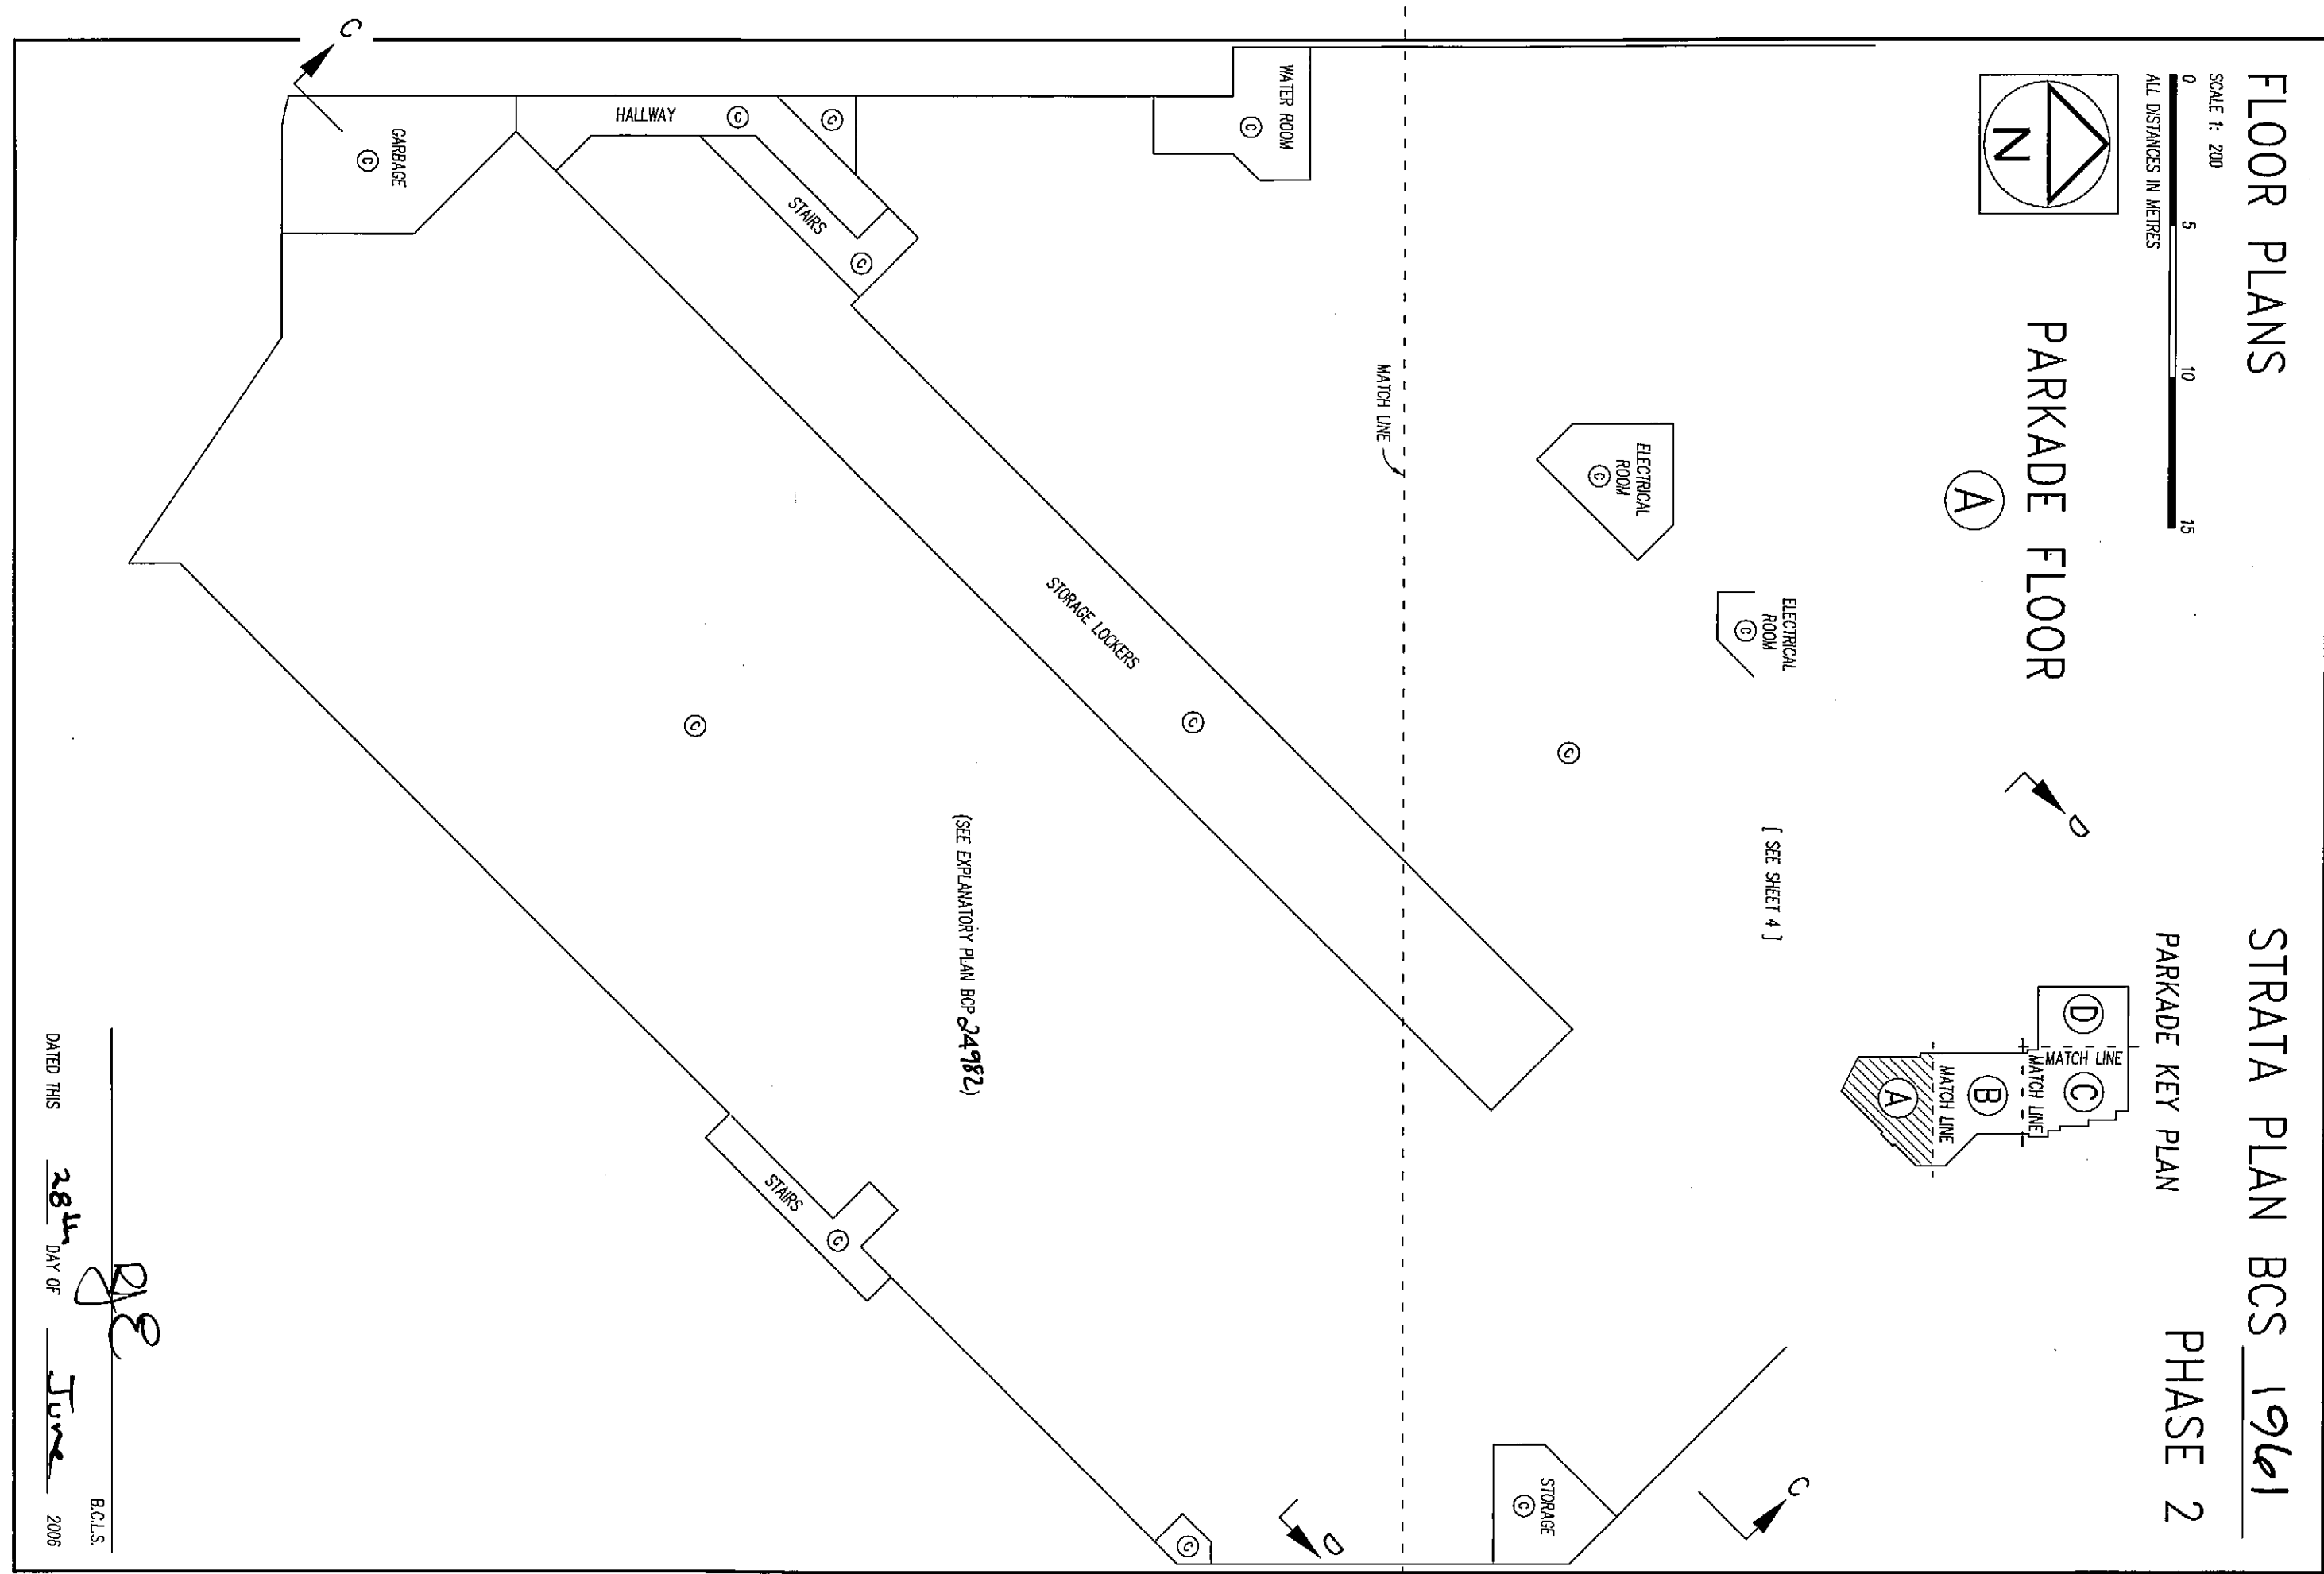 FLOOR PLANS
STRATA PLAN BCS 1961
SCALE 1: 200
0 5 10 15
ALL DISTANCES IN METRES
PARKADE KEY PLAN
PHASE 2
N
PARKADE FLOOR
A
D
C
MATCH LINE
MATCH LINE
B
MATCH LINE
A
D
C
[ SEE SHEET 4 ]
ELECTRICAL
ROOM
C
ELECTRICAL
ROOM
C
C
STORAGE
C
MATCH LINE
D
WATER ROOM
C
C
STORAGE LOCKERS
C
C
HALLWAY
C
STAIRS
C
(SEE EXPLANATORY PLAN BCP 24982)
STAIRS
C
C
GARBAGE
C
C
B.C.L.S.
DATED THIS 28th DAY OF June 2006